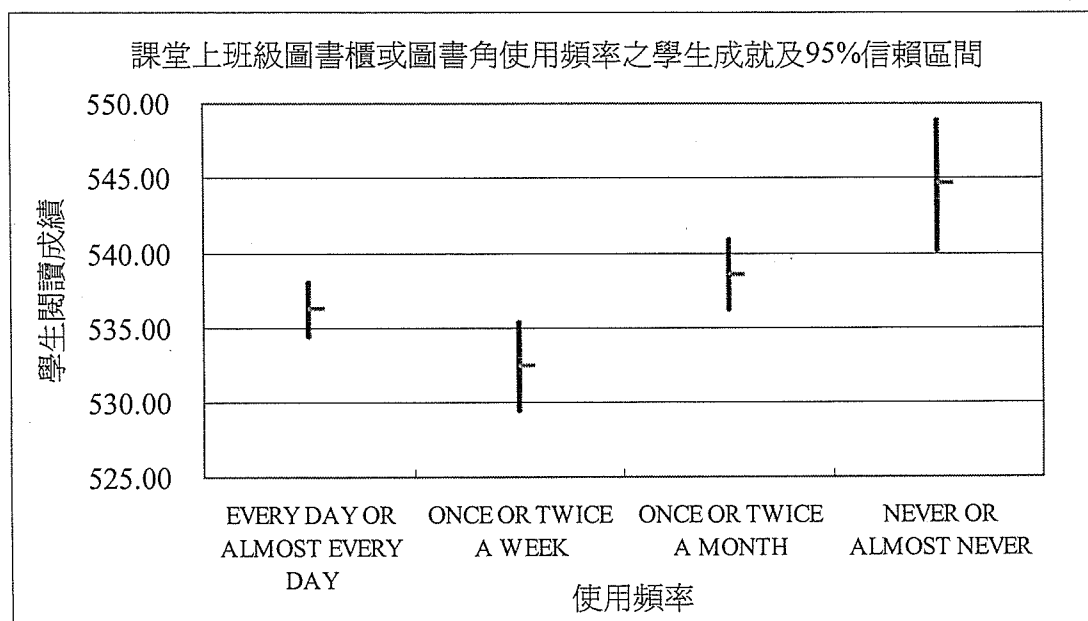 課堂上班級圖書櫃或圖書角使用頻率之學生成就及95%信賴區間
550.00
545.00
540.00
535.00
530.00
525.00
學生閱讀成績
EVERY DAY OR
ALMOST EVERY
DAY
ONCE OR TWICE
A WEEK
ONCE OR TWICE
A MONTH
NEVER OR
ALMOST NEVER
使用頻率